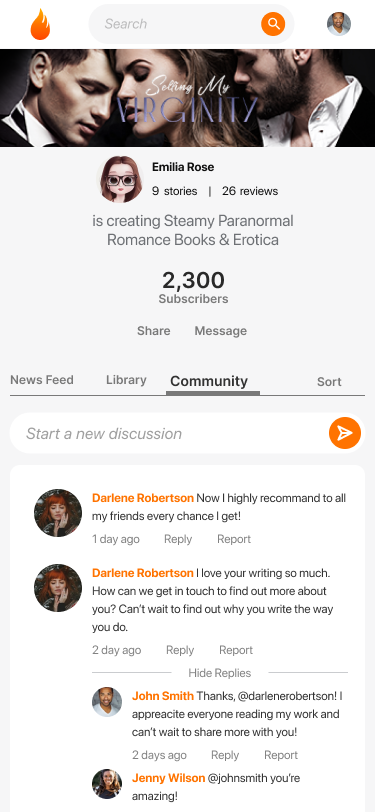 Search
Selling My
VIRGINITY
Emilia Rose
9 stories | 26 reviews
is creating Steamy Paranormal
Romance Books & Erotica
2,300
Subscribers
Share Message
News Feed Library Community Sort
Start a new discussion
Darlene Robertson Now I highly recommand to all
my friends every chance I get!
1 day ago Reply Report
Darlene Robertson I love your writing so much.
How can we get in touch to find out more about
you? Can't wait to find out why you write the way
you do.
2 day ago Reply Report
Hide Replies
John Smith Thanks, @darlenerobertson! I
appreacite everyone reading my work and
can't wait to share more with you!
2 days ago Reply Report
Jenny Wilson @johnsmith you're
amazing!